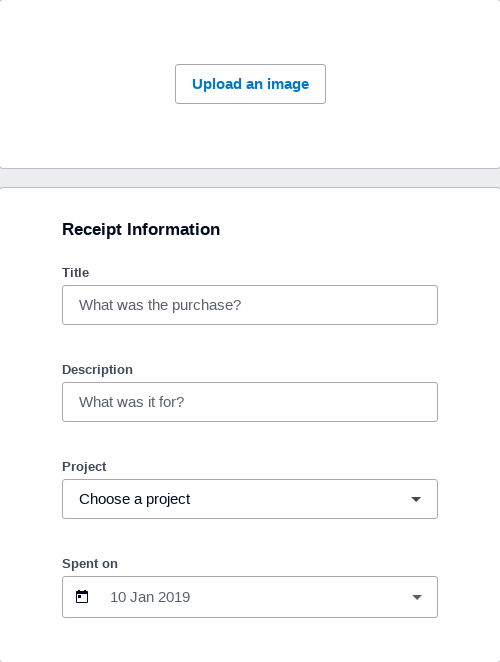 Upload an image
Receipt Information
Title
What was the purchase?
Description
What was it for?
Project
Choose a project
Spent on
10 Jan 2019